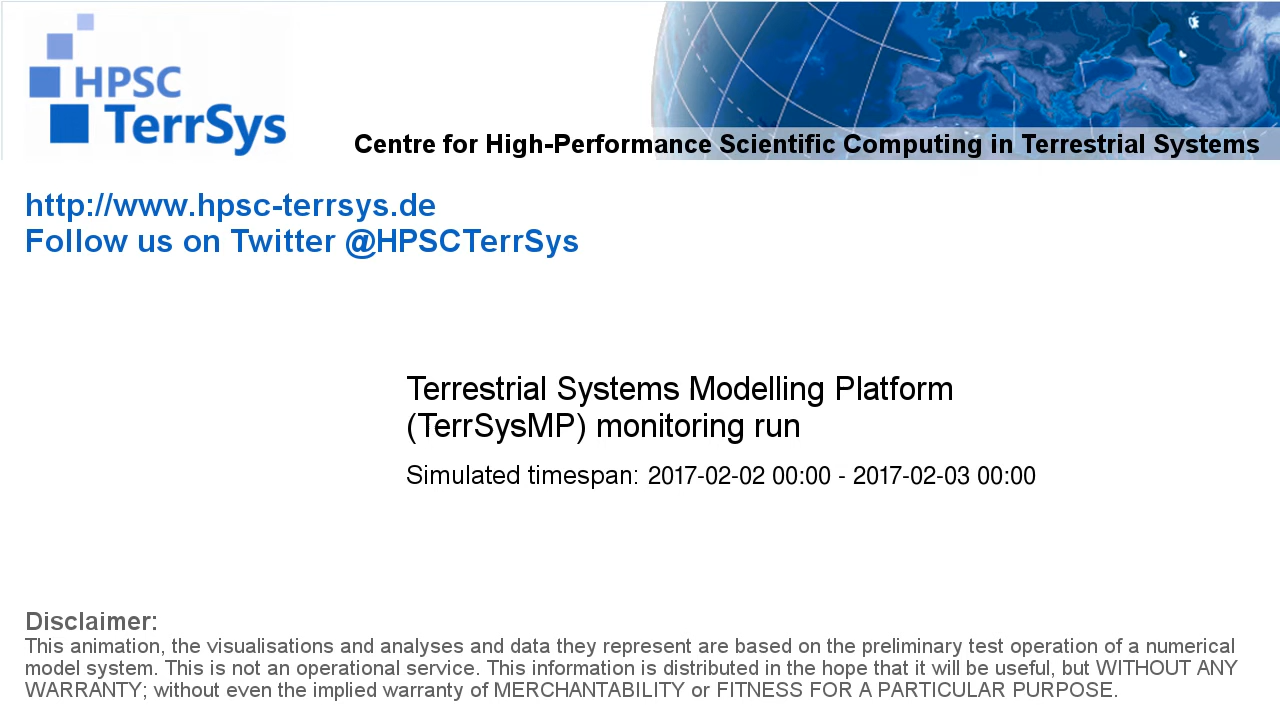 HPSC
TerrSys
Centre for High-Performance Scientific Computing in Terrestrial Systems
http://www.hpsc-terrsys.de
Follow us on Twitter @HPSCTerrSys
Terrestrial Systems Modelling Platform
(TerrSysMP) monitoring run
Simulated timespan: 2017-02-02 00:00 - 2017-02-03 00:00
Disclaimer:
This animation, the visualisations and analyses and data they represent are based on the preliminary test operation of a numerical
model system. This is not an operational service. This information is distributed in the hope that it will be useful, but WITHOUT ANY
WARRANTY; without even the implied warranty of MERCHANTABILITY or FITNESS FOR A PARTICULAR PURPOSE.